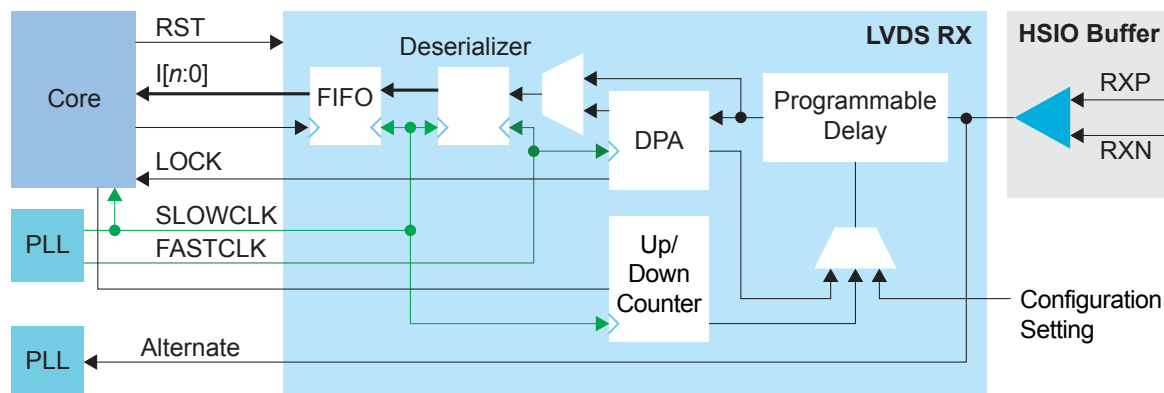 RST
LVDS RX
HSIO Buffer
Deserializer
I[n:0]
Core
FIFO
Programmable
Delay
RXP
DPA
RXN
LOCK
SLOWCLK
PLL
FASTCLK
Up/
Down
Counter
Configuration
Setting
PLL
Alternate